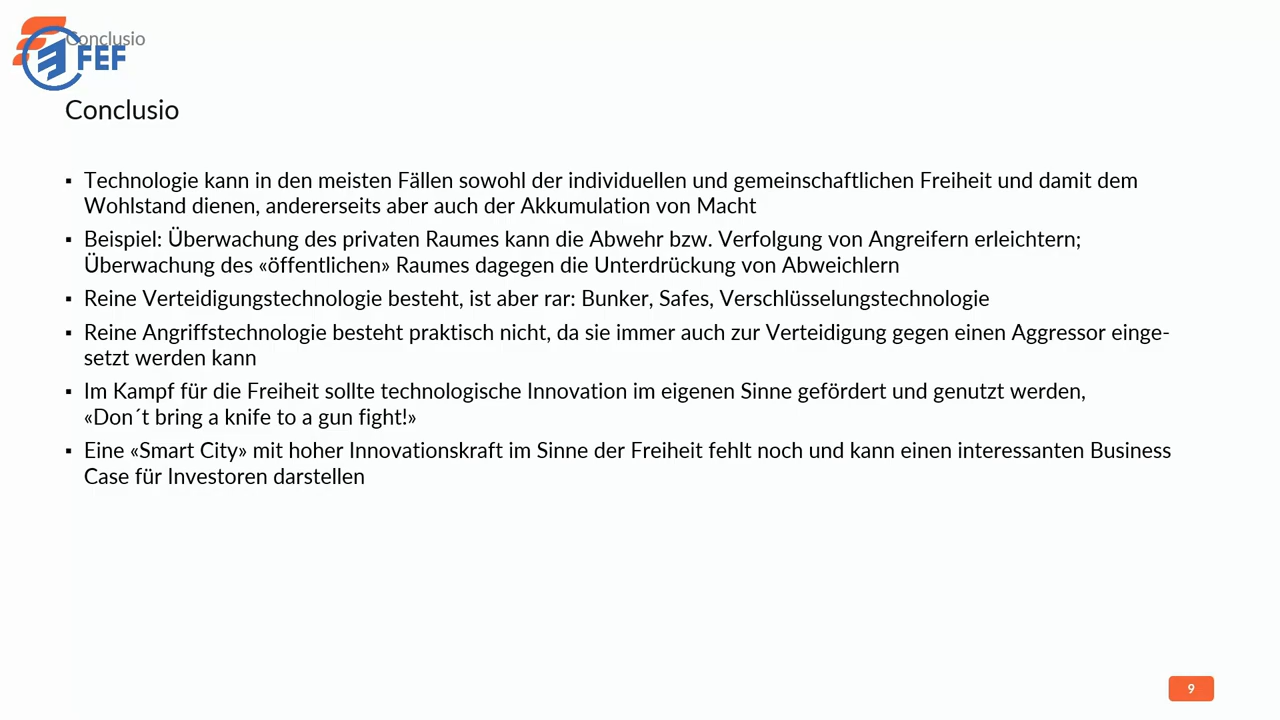 Conclusio
FEF
Conclusio
▪ Technologie kann in den meisten Fällen sowohl der individuellen und gemeinschaftlichen Freiheit und damit dem
Wohlstand dienen, andererseits aber auch der Akkumulation von Macht
▪ Beispiel: Überwachung des privaten Raumes kann die Abwehr bzw. Verfolgung von Angreifern erleichtern;
Überwachung des «öffentlichen» Raumes dagegen die Unterdrückung von Abweichlern
▪ Reine Verteidigungstechnologie besteht, ist aber rar: Bunker, Safes, Verschlüsselungstechnologie
▪ Reine Angriffstechnologie besteht praktisch nicht, da sie immer auch zur Verteidigung gegen einen Aggressor einge-
setzt werden kann
▪ Im Kampf für die Freiheit sollte technologische Innovation im eigenen Sinne gefördert und genutzt werden,
«Don´t bring a knife to a gun fight!»
▪ Eine «Smart City» mit hoher Innovationskraft im Sinne der Freiheit fehlt noch und kann einen interessanten Business
Case für Investoren darstellen
9